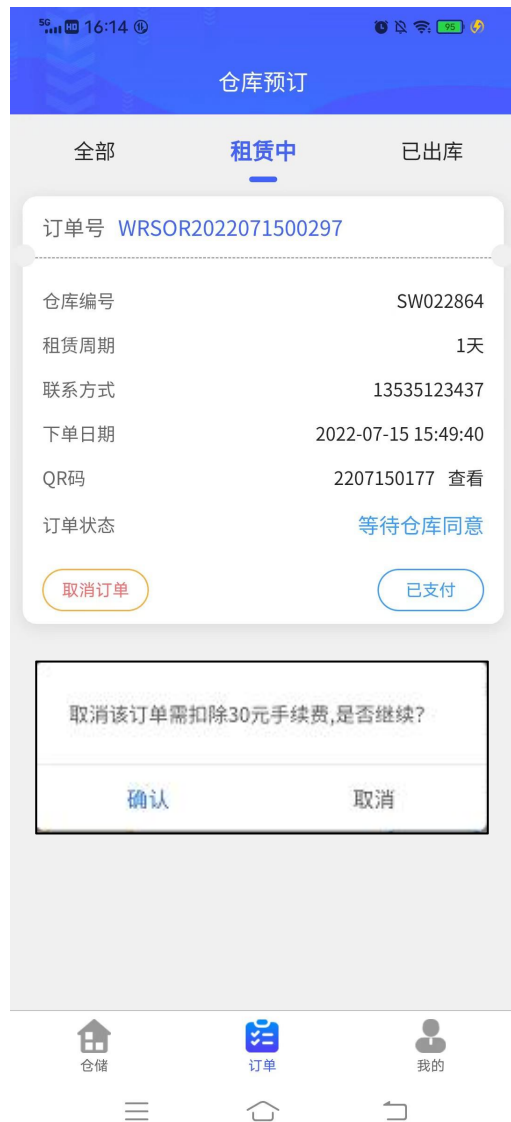 5G HD 16:14 95
仓库预订
全部 租赁中 已出库
订单号 WRSOR2022071500297
仓库编号 SW022864
租赁周期 1天
联系方式 13535123437
下单日期 2022-07-15 15:49:40
QR码 2207150177 查看
订单状态 等待仓库同意
取消订单 已支付
取消该订单需扣除30元手续费,是否继续?
确认 取消
仓储 订单 我的